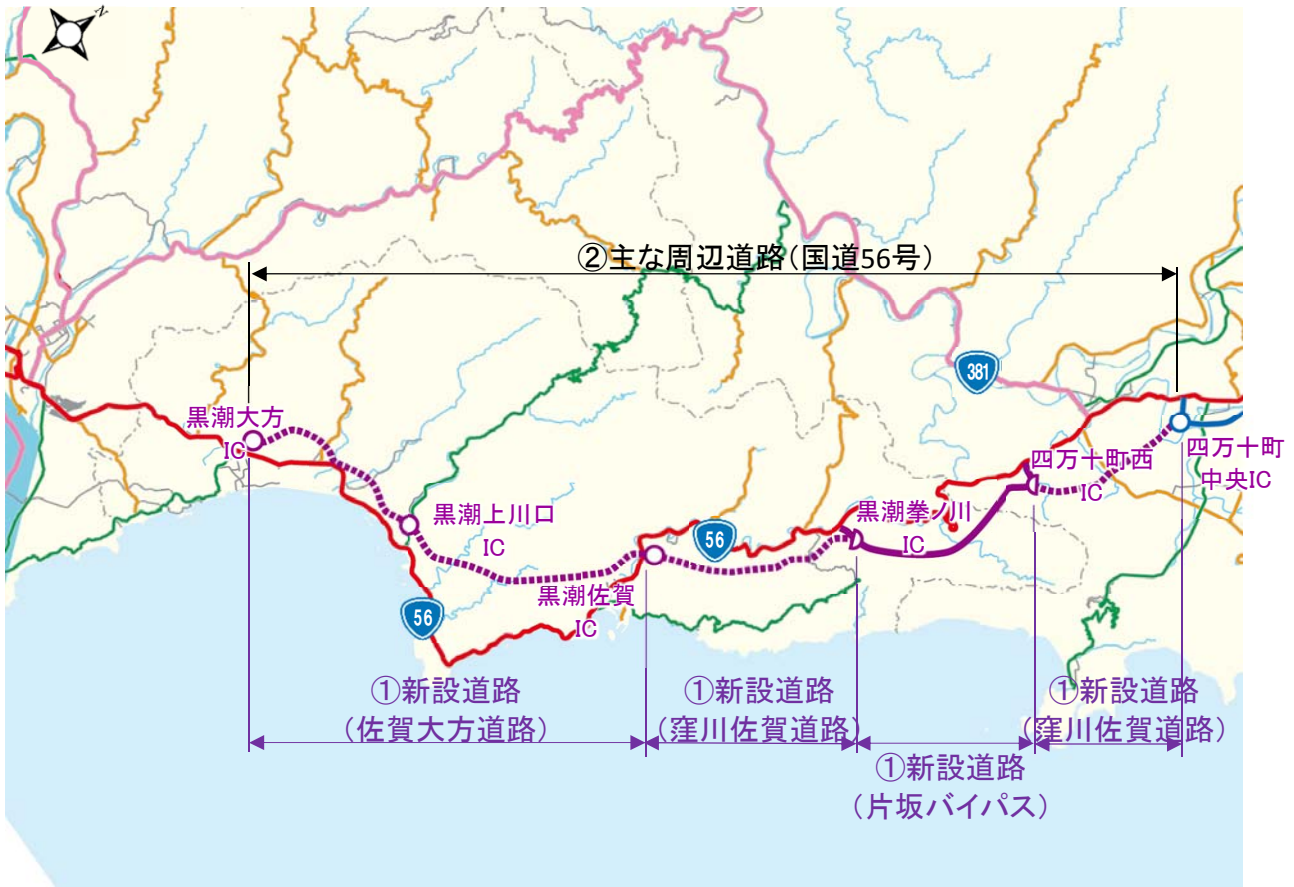 N
②主な周辺道路(国道56号)
381
黒潮大方
IC
四万十町
中央IC
四万十町西
IC
黒潮上川口
IC
黒潮拳ノ川
IC
56
黒潮佐賀
IC
56
①新設道路
(佐賀大方道路)
①新設道路
(窪川佐賀道路)
①新設道路
(窪川佐賀道路)
①新設道路
(片坂バイパス)